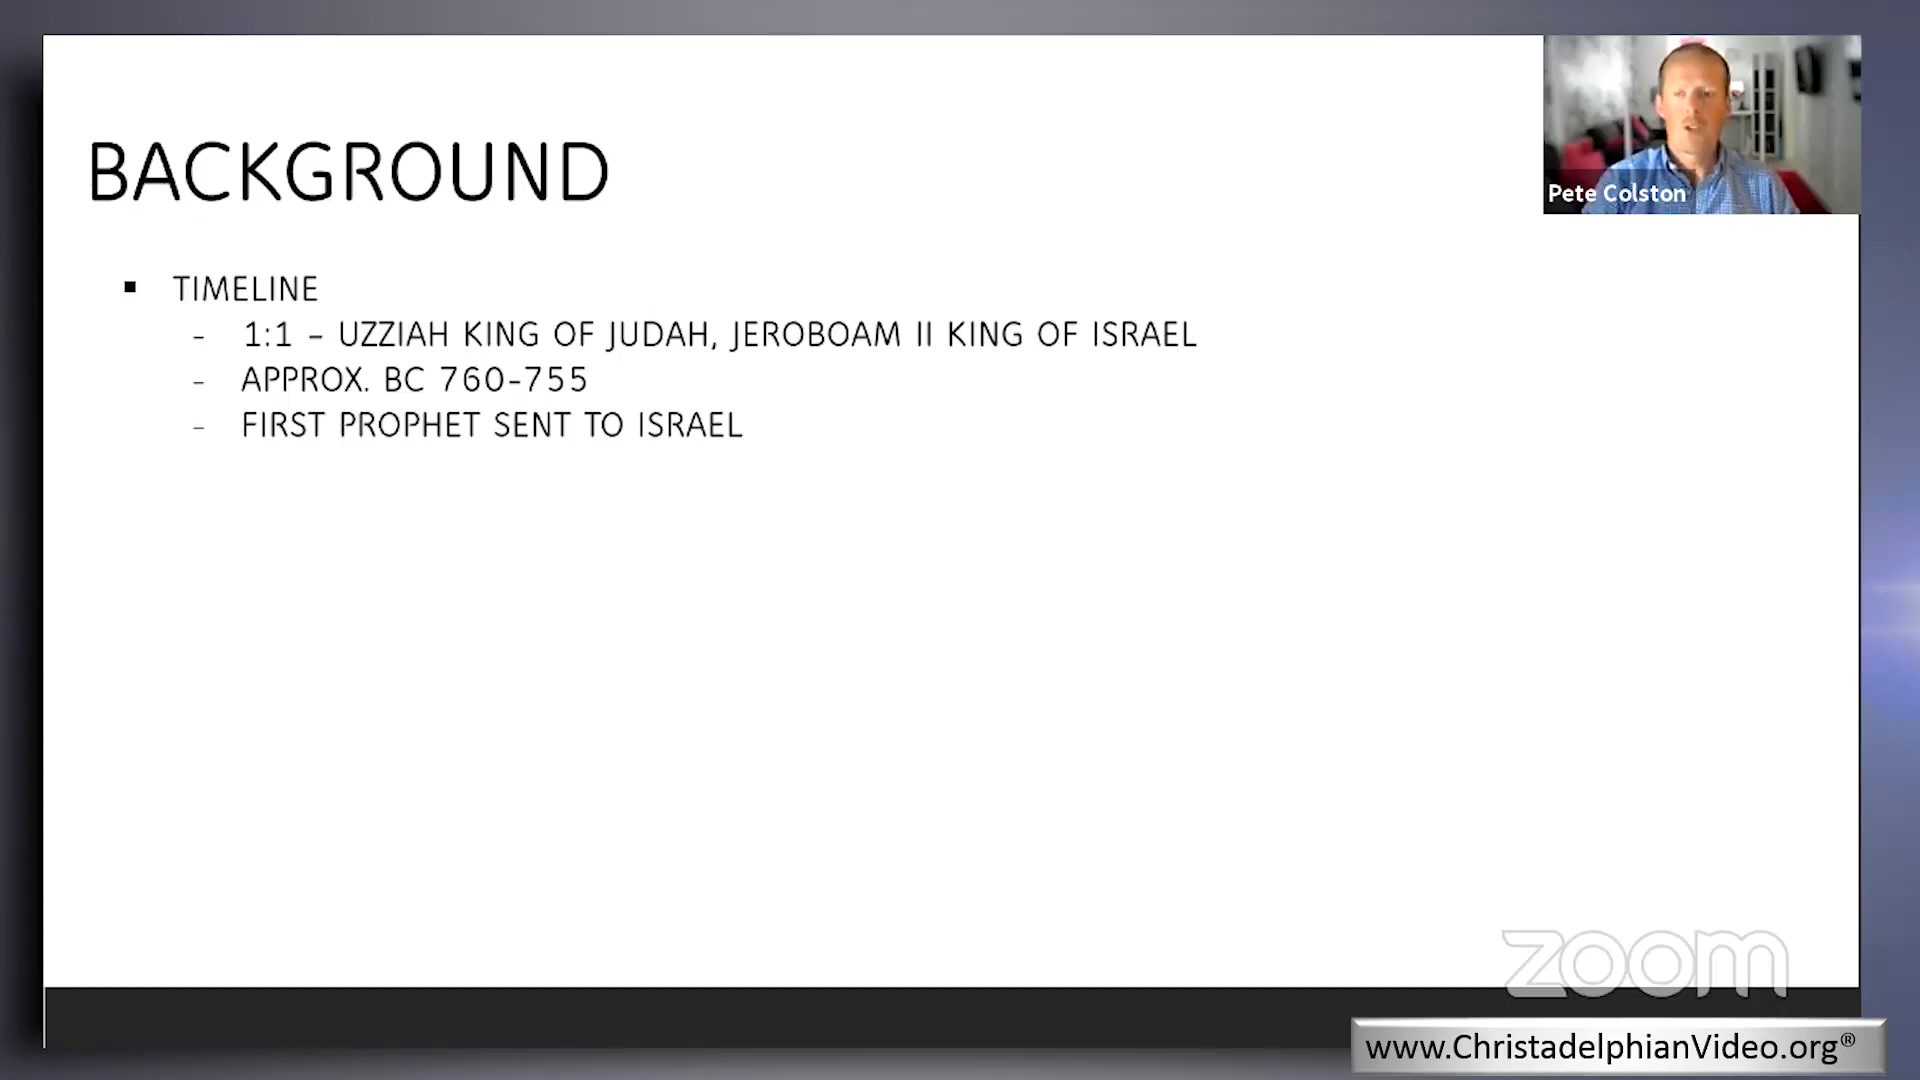 BACKGROUND
Pete Colston
▪ TIMELINE
- 1:1 – UZZIAH KING OF JUDAH, JEROBOAM II KING OF ISRAEL
- APPROX. BC 760-755
- FIRST PROPHET SENT TO ISRAEL
zoom
www.ChristadelphianVideo.org®